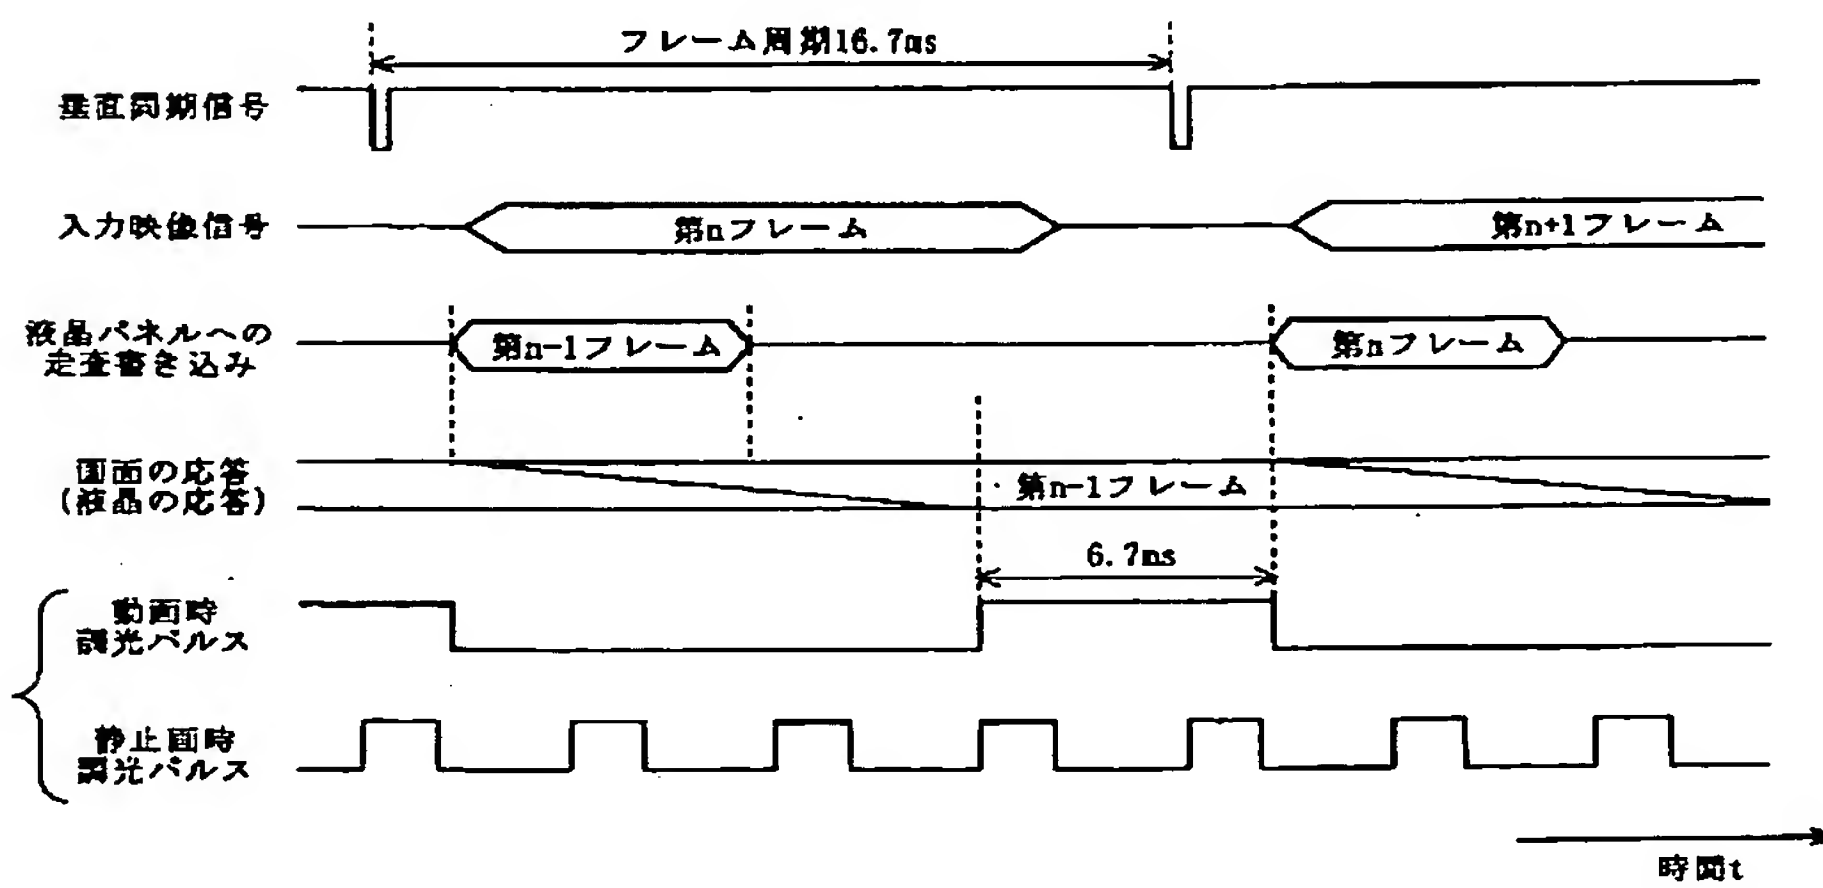 フレーム周期16.7ms
垂直同期信号
入力映像信号
第nフレーム
第n+1フレーム
液晶パネルへの
走査書き込み
第n-1フレーム
第nフレーム
画面の応答
(液晶の応答)
第n-1フレーム
6.7ms
動画時
調光パルス
静止画時
調光パルス
時間t